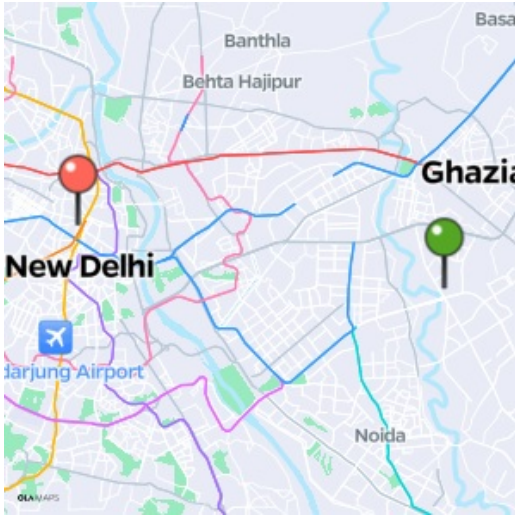 Basa
Banthla
Behta Hajipur
Ghazia
New Delhi
darjung Airport
Noida
OLA MAPS